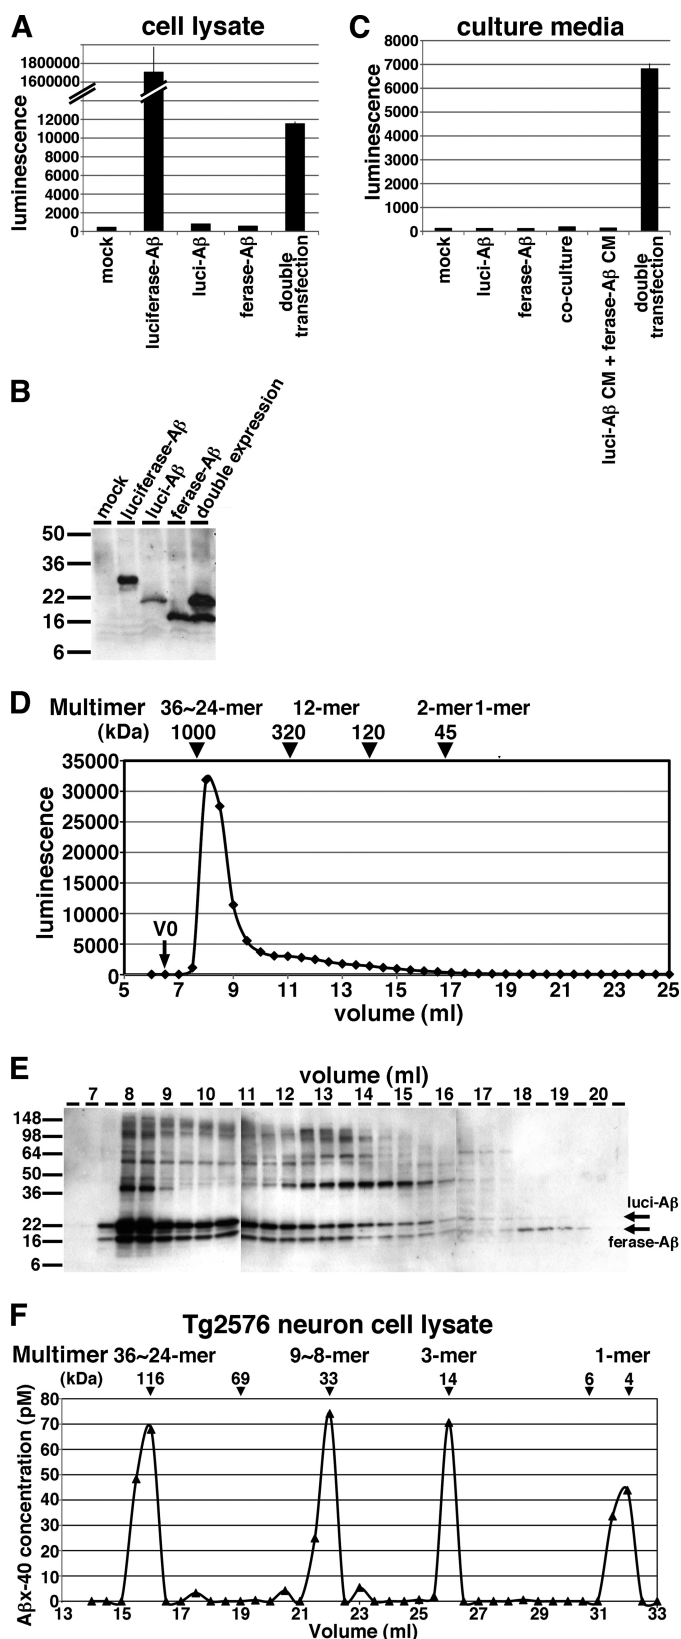 A cell lysate
luminescence
1800000
1600000
12000
10000
8000
6000
4000
2000
0
mock
luciferase-Aβ
luci-Aβ
ferase-Aβ
double transfection
C culture media
luminescence
8000
7000
6000
5000
4000
3000
2000
1000
0
mock
luci-Aβ
ferase-Aβ
co-culture
luci-Aβ CM + ferase-Aβ CM
double transfection
B
mock
luciferase-Aβ
luci-Aβ
ferase-Aβ
double expression
50
36
22
16
6
D Multimer 36~24-mer 12-mer 2-mer 1-mer
(kDa) 1000 320 120 45
luminescence
35000
30000
25000
20000
15000
10000
5000
0
V0
5 7 9 11 13 15 17 19 21 23 25
volume (ml)
E
volume (ml)
7 8 9 10 11 12 13 14 15 16 17 18 19 20
148
98
64
50
36
22
16
6
luci-Aβ
ferase-Aβ
F
Tg2576 neuron cell lysate
Multimer 36~24-mer 9~8-mer 3-mer 1-mer
(kDa) 116 69 33 14 6 4
Aβx-40 concentration (pM)
80
70
60
50
40
30
20
10
0
13 15 17 19 21 23 25 27 29 31 33
Volume (ml)